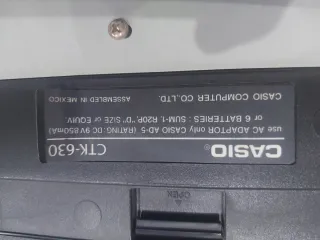 CASIO® CTK-630
use AC ADAPTOR only CASIO AD-5 (RATING: DC 9V 850mA)
or 6 BATTERIES : SUM-1, R20P, "D" SIZE or EQUIV.
CASIO COMPUTER CO.,LTD. ASSEMBLED IN MEXICO
OPEN